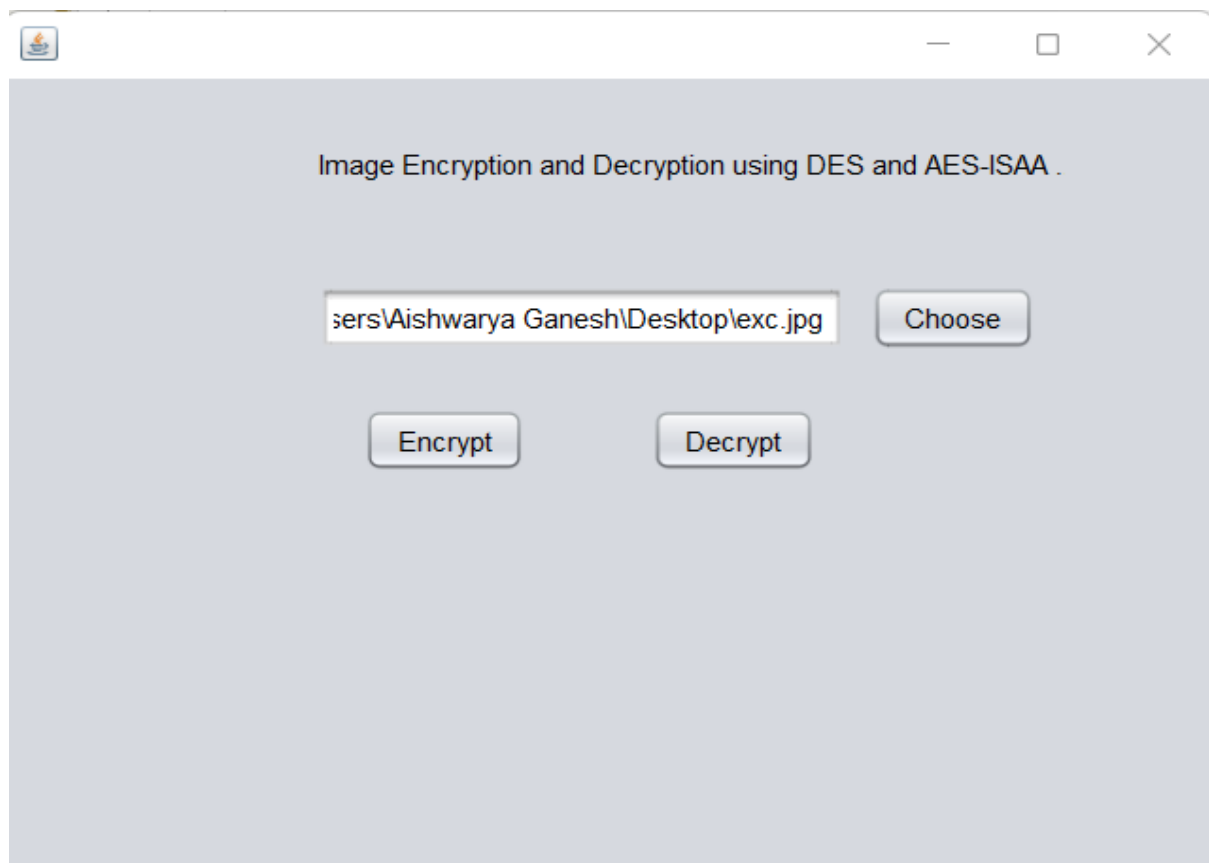 Image Encryption and Decryption using DES and AES-ISAA .
sers\Aishwarya Ganesh\Desktop\exc.jpg Choose
Encrypt Decrypt